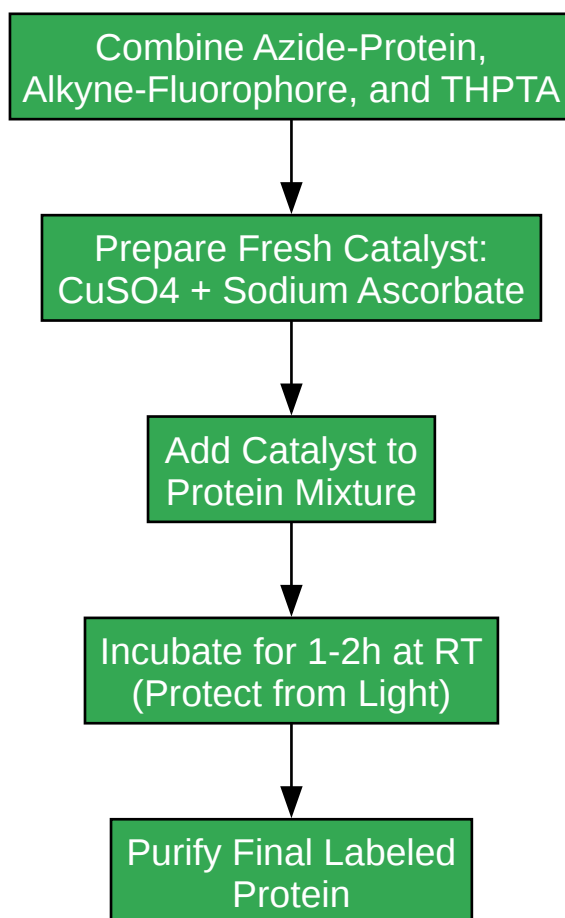 Combine Azide-Protein,
Alkyne-Fluorophore, and THPTA
Prepare Fresh Catalyst:
CuSO4 + Sodium Ascorbate
Add Catalyst to
Protein Mixture
Incubate for 1-2h at RT
(Protect from Light)
Purify Final Labeled
Protein